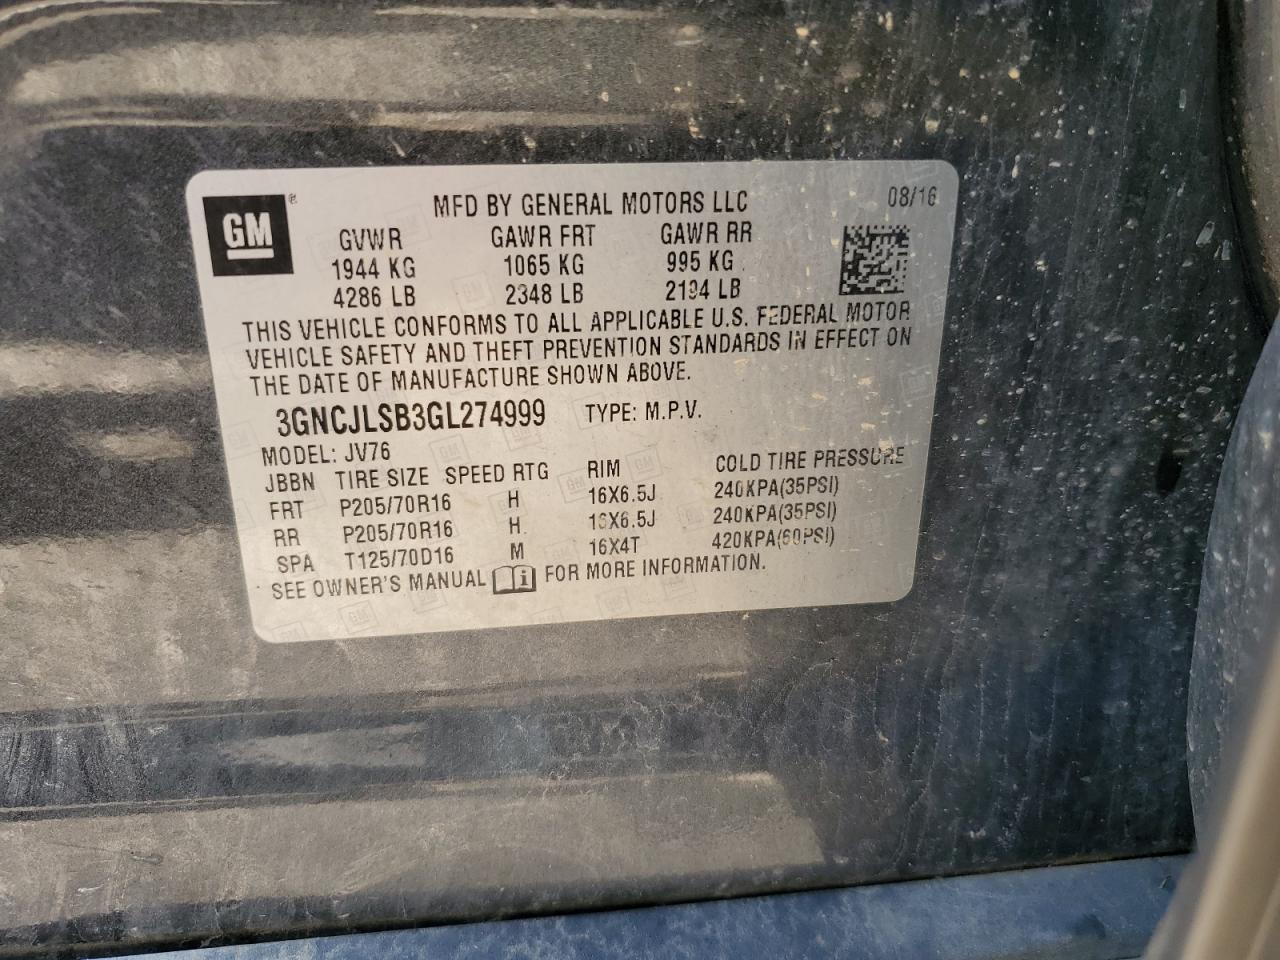 GM
MFD BY GENERAL MOTORS LLC 08/16
GVWR GAWR FRT GAWR RR
1944 KG 1065 KG 995 KG
4286 LB 2348 LB 2194 LB
THIS VEHICLE CONFORMS TO ALL APPLICABLE U.S. FEDERAL MOTOR
VEHICLE SAFETY AND THEFT PREVENTION STANDARDS IN EFFECT ON
THE DATE OF MANUFACTURE SHOWN ABOVE.
3GNCJLSB3GL274999 TYPE: M.P.V.
MODEL: JV76
JBBN TIRE SIZE SPEED RTG RIM COLD TIRE PRESSURE
FRT P205/70R16 H 16X6.5J 240KPA(35PSI)
RR P205/70R16 H 16X6.5J 240KPA(35PSI)
SPA T125/70D16 M 16X4T 420KPA(60PSI)
SEE OWNER'S MANUAL FOR MORE INFORMATION.